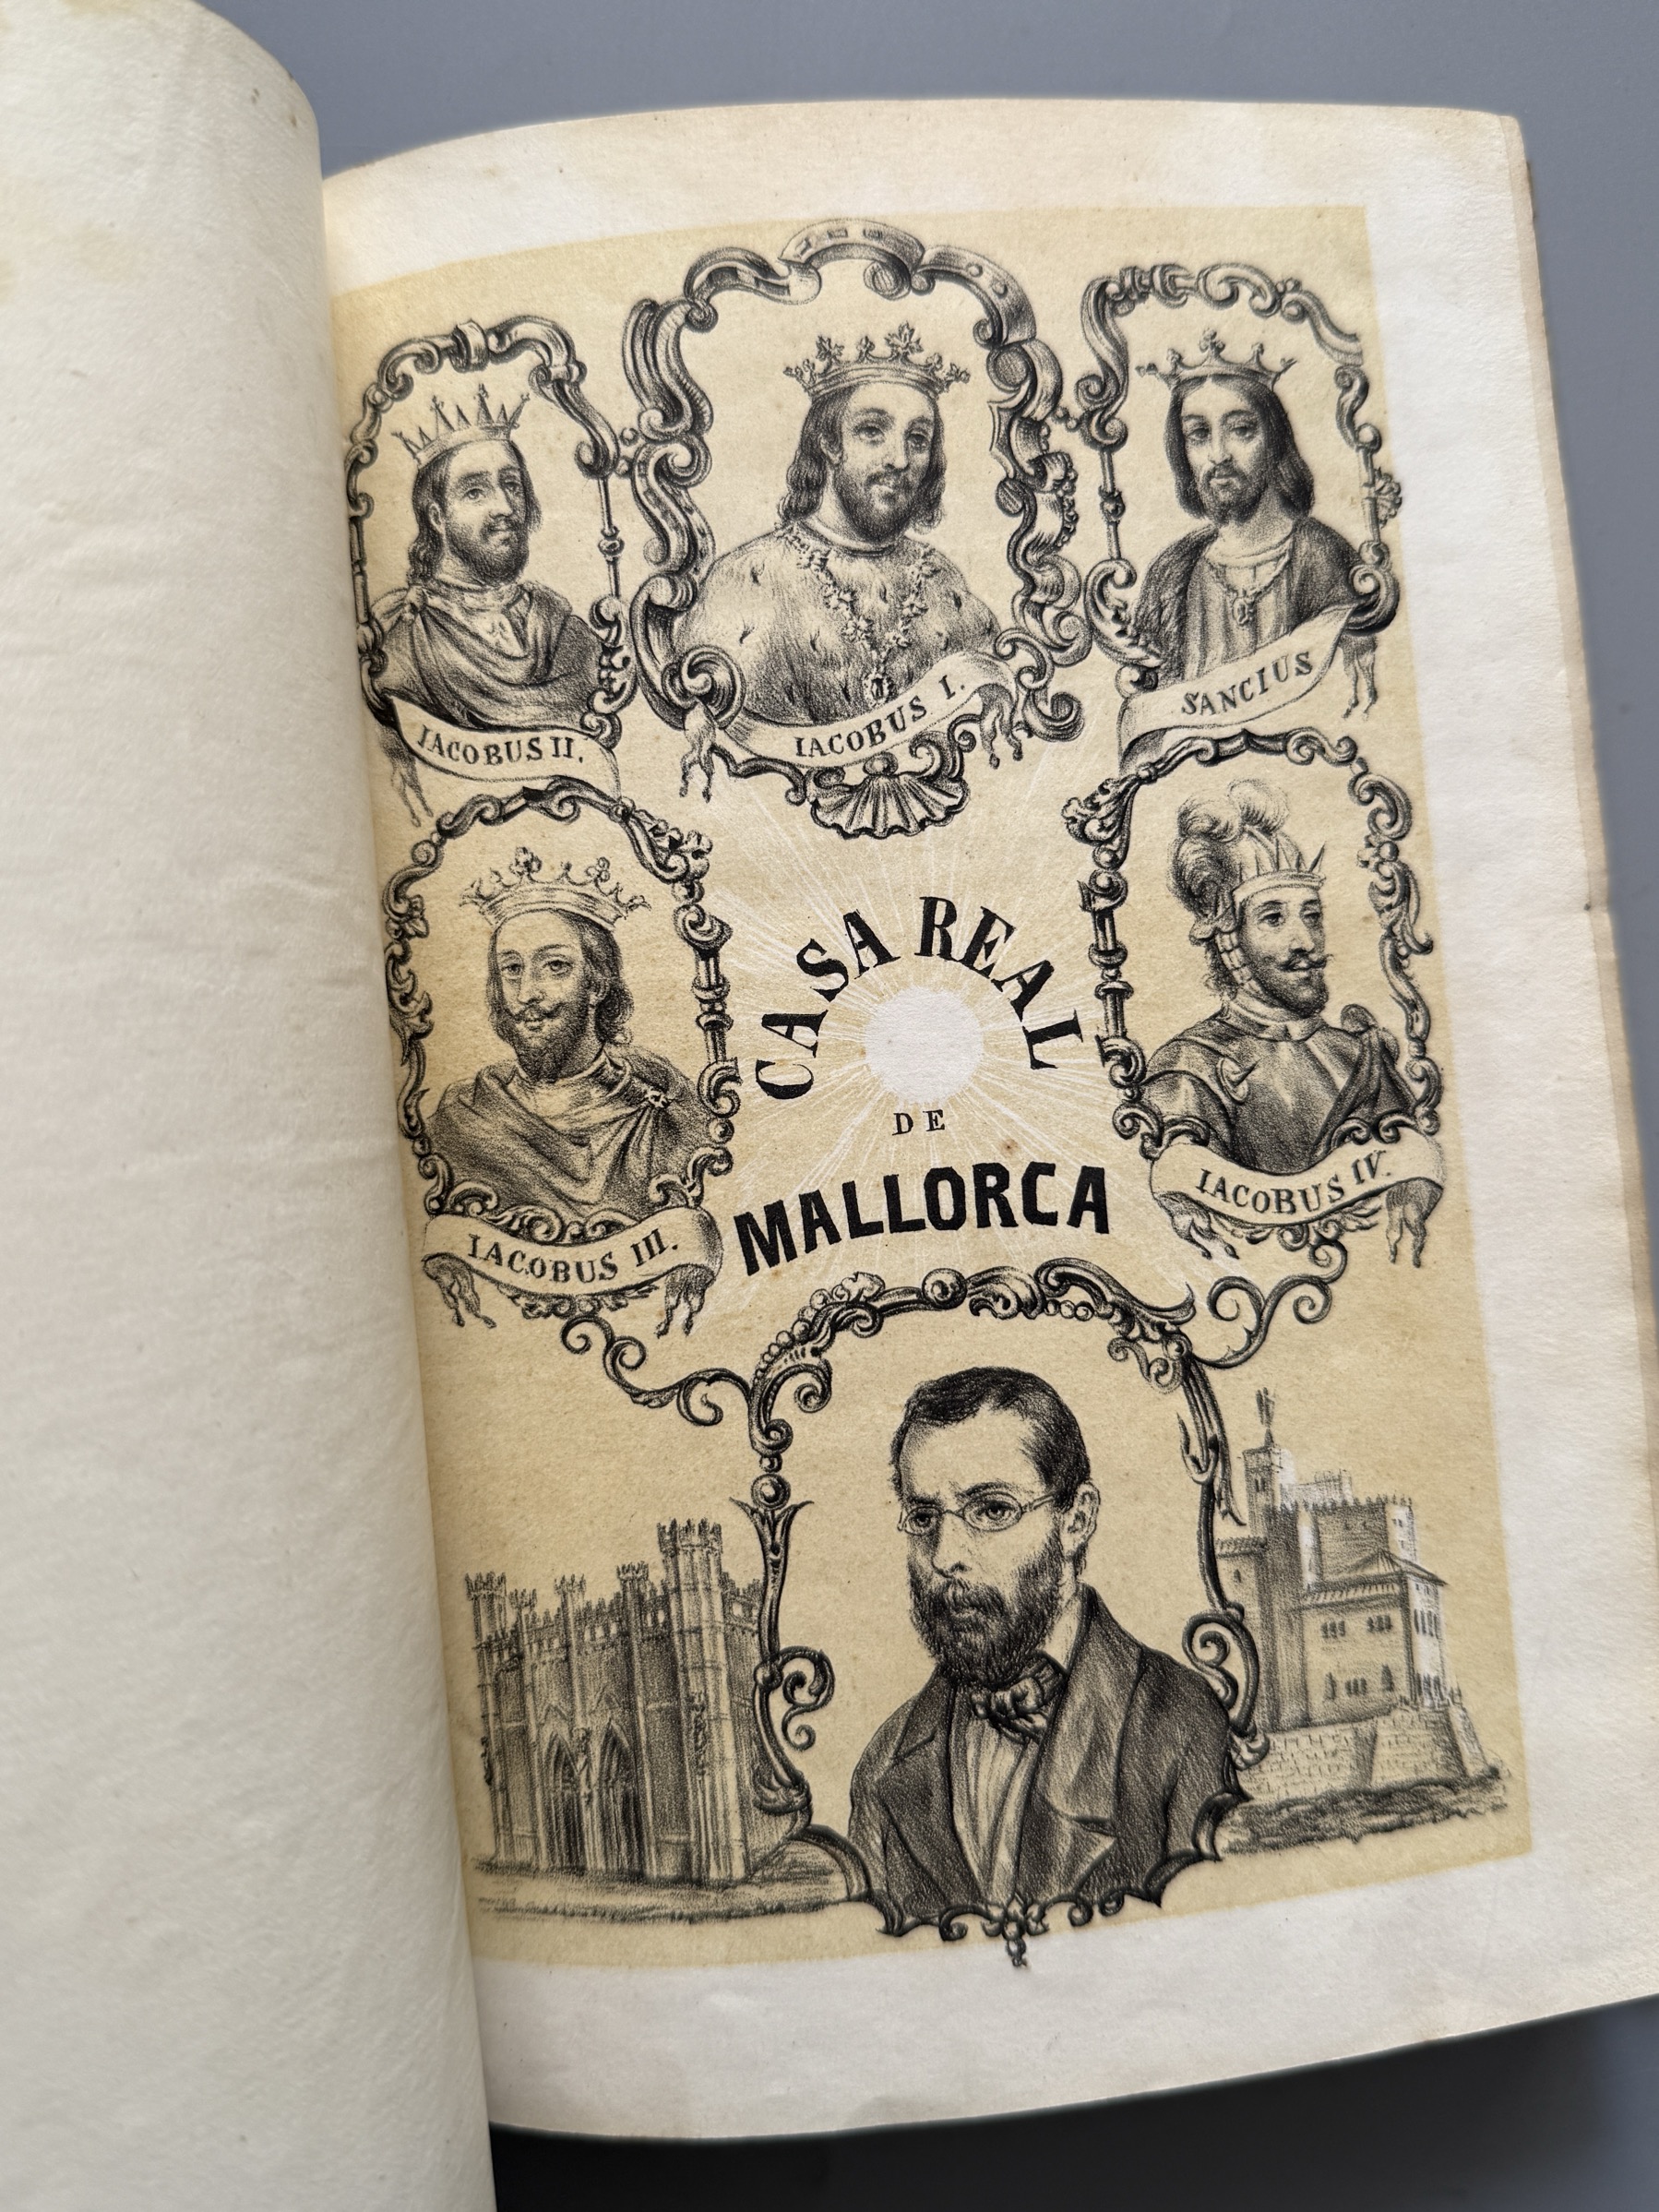 IACOBUS II.
IACOBUS I.
SANCIUS
CASA REAL
DE
MALLORCA
IACOBUS III.
IACOBUS IV.